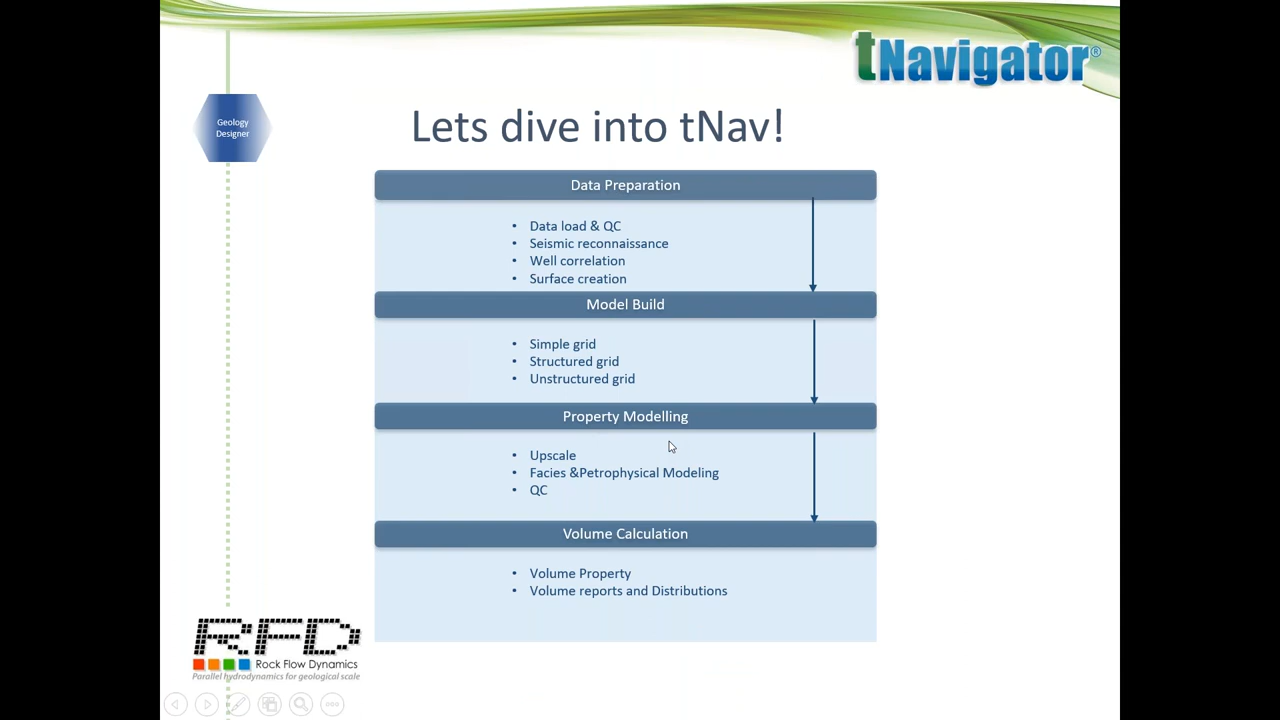 tNavigator®
Geology
Designer
Lets dive into tNav!
Data Preparation
• Data load & QC
• Seismic reconnaissance
• Well correlation
• Surface creation
Model Build
• Simple grid
• Structured grid
• Unstructured grid
Property Modelling
• Upscale
• Facies &Petrophysical Modeling
• QC
Volume Calculation
• Volume Property
• Volume reports and Distributions
RFD
Rock Flow Dynamics
Parallel hydrodynamics for geological scale